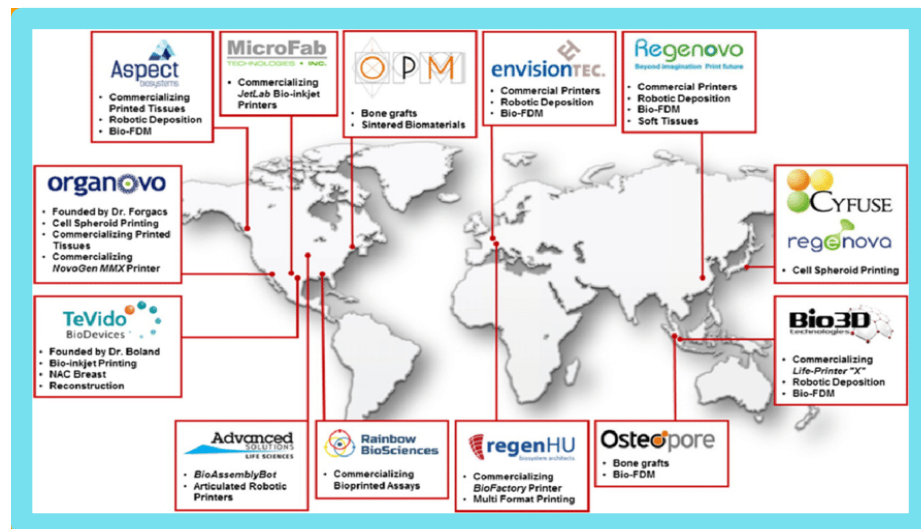 Aspect
biosystems
• Commercializing
Printed Tissues
• Robotic Deposition
• Bio-FDM
MicroFab
TECHNOLOGIES • INC.
• Commercializing
JetLab Bio-inkjet
Printers
OPM
• Bone grafts
• Sintered Biomaterials
envisionTEC.
• Commercial Printers
• Robotic Deposition
• Bio-FDM
Regenovo
Beyond imagination Print future
• Commercial Printers
• Robotic Deposition
• Bio-FDM
• Soft Tissues
organovo
• Founded by Dr. Forgacs
• Cell Spheroid Printing
• Commercializing Printed
Tissues
• Commercializing
NovoGen MMX Printer
CYFUSE
regenova
• Cell Spheroid Printing
TeVido
BioDevices
• Founded by Dr. Boland
• Bio-inkjet Printing
• NAC Breast
• Reconstruction
Bio3D
technologies
• Commercializing
Life-Printer "X"
• Robotic Deposition
• Bio-FDM
Advanced
SOLUTIONS
LIFE SCIENCES
• BioAssemblyBot
• Articulated Robotic
Printers
Rainbow
BioSciences
• Commercializing
Bioprinted Assays
regenHU
ecosystem architects
• Commercializing
BioFactory Printer
• Multi Format Printing
Osteopore
• Bone grafts
• Bio-FDM